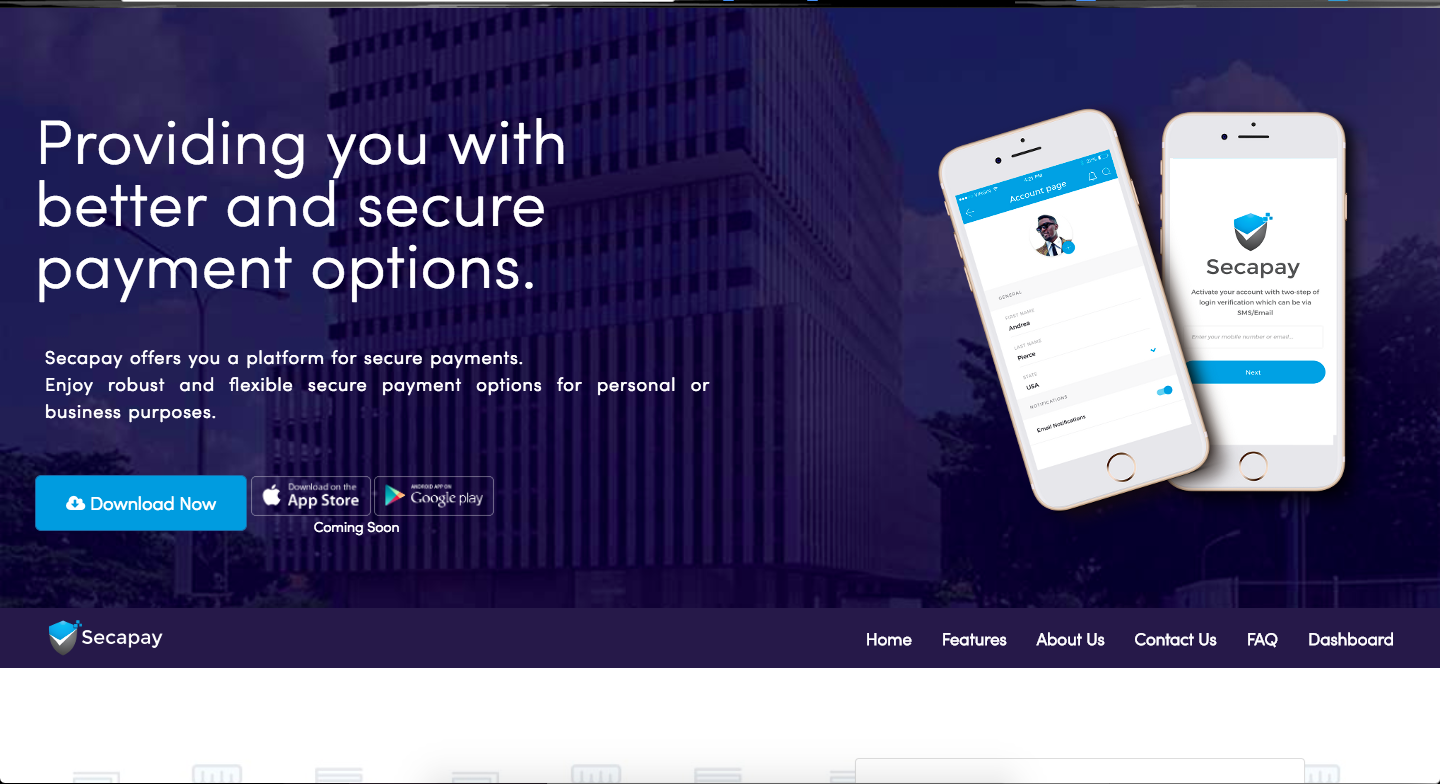 Providing you with
better and secure
payment options.
Secapay offers you a platform for secure payments.
Enjoy robust and flexible secure payment options for personal or
business purposes.
Download Now
Download on the
App Store
ANDROID APP ON
Google play
Coming Soon
4:21 PM
22%
Account page
GENERAL
FIRST NAME
Andrea
LAST NAME
Pierce
STATE
USA
NOTIFICATIONS
Email Notifications
Secapay
Activate your account with two-step of
login verification which can be via
SMS/Email
Enter your mobile number or email...
Next
Secapay
Home Features About Us Contact Us FAQ Dashboard